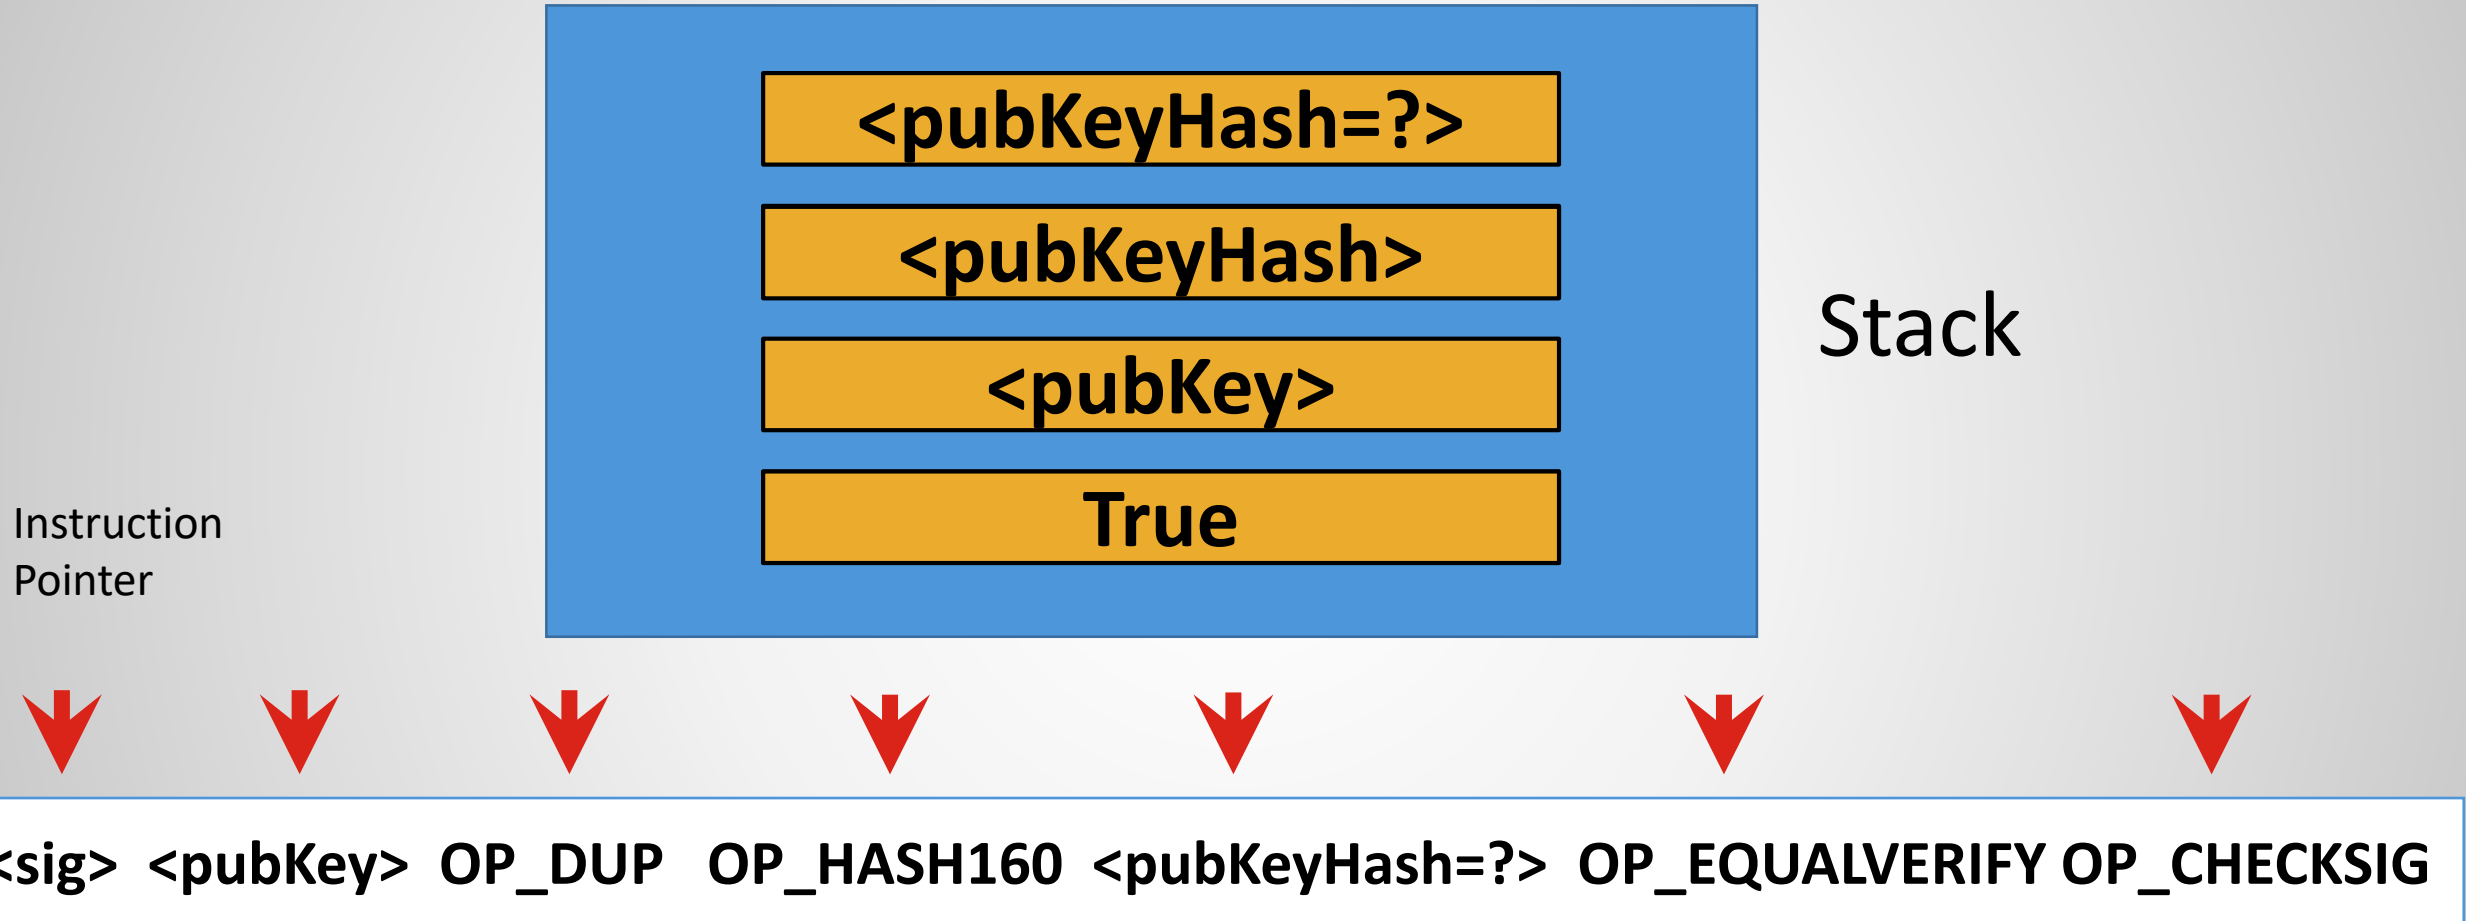 <pubKeyHash=?>
<pubKeyHash>
<pubKey>
True
Stack
Instruction
Pointer
<sig> <pubKey> OP_DUP OP_HASH160 <pubKeyHash=?> OP_EQUALVERIFY OP_CHECKSIG